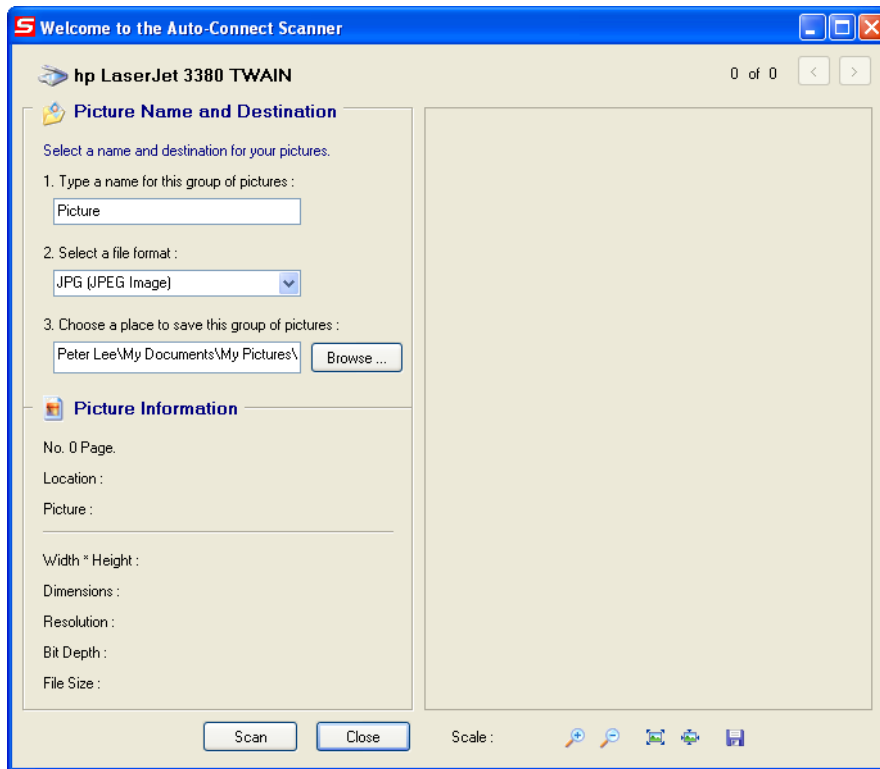 Welcome to the Auto-Connect Scanner
hp LaserJet 3380 TWAIN
0 of 0
Picture Name and Destination
Select a name and destination for your pictures.
1. Type a name for this group of pictures :
Picture
2. Select a file format :
JPG (JPEG Image)
3. Choose a place to save this group of pictures :
Peter Lee\My Documents\My Pictures\
Browse ...
Picture Information
No. 0 Page.
Location :
Picture :
Width * Height :
Dimensions :
Resolution :
Bit Depth :
File Size :
Scan
Close
Scale :